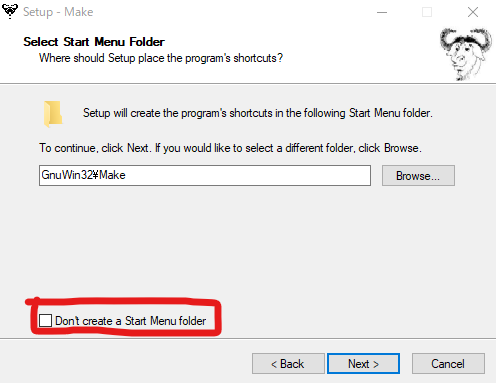 Setup - Make
Select Start Menu Folder
Where should Setup place the program's shortcuts?
Setup will create the program's shortcuts in the following Start Menu folder.
To continue, click Next. If you would like to select a different folder, click Browse.
GnuWin32¥Make
Browse...
Don't create a Start Menu folder
< Back
Next >
Cancel